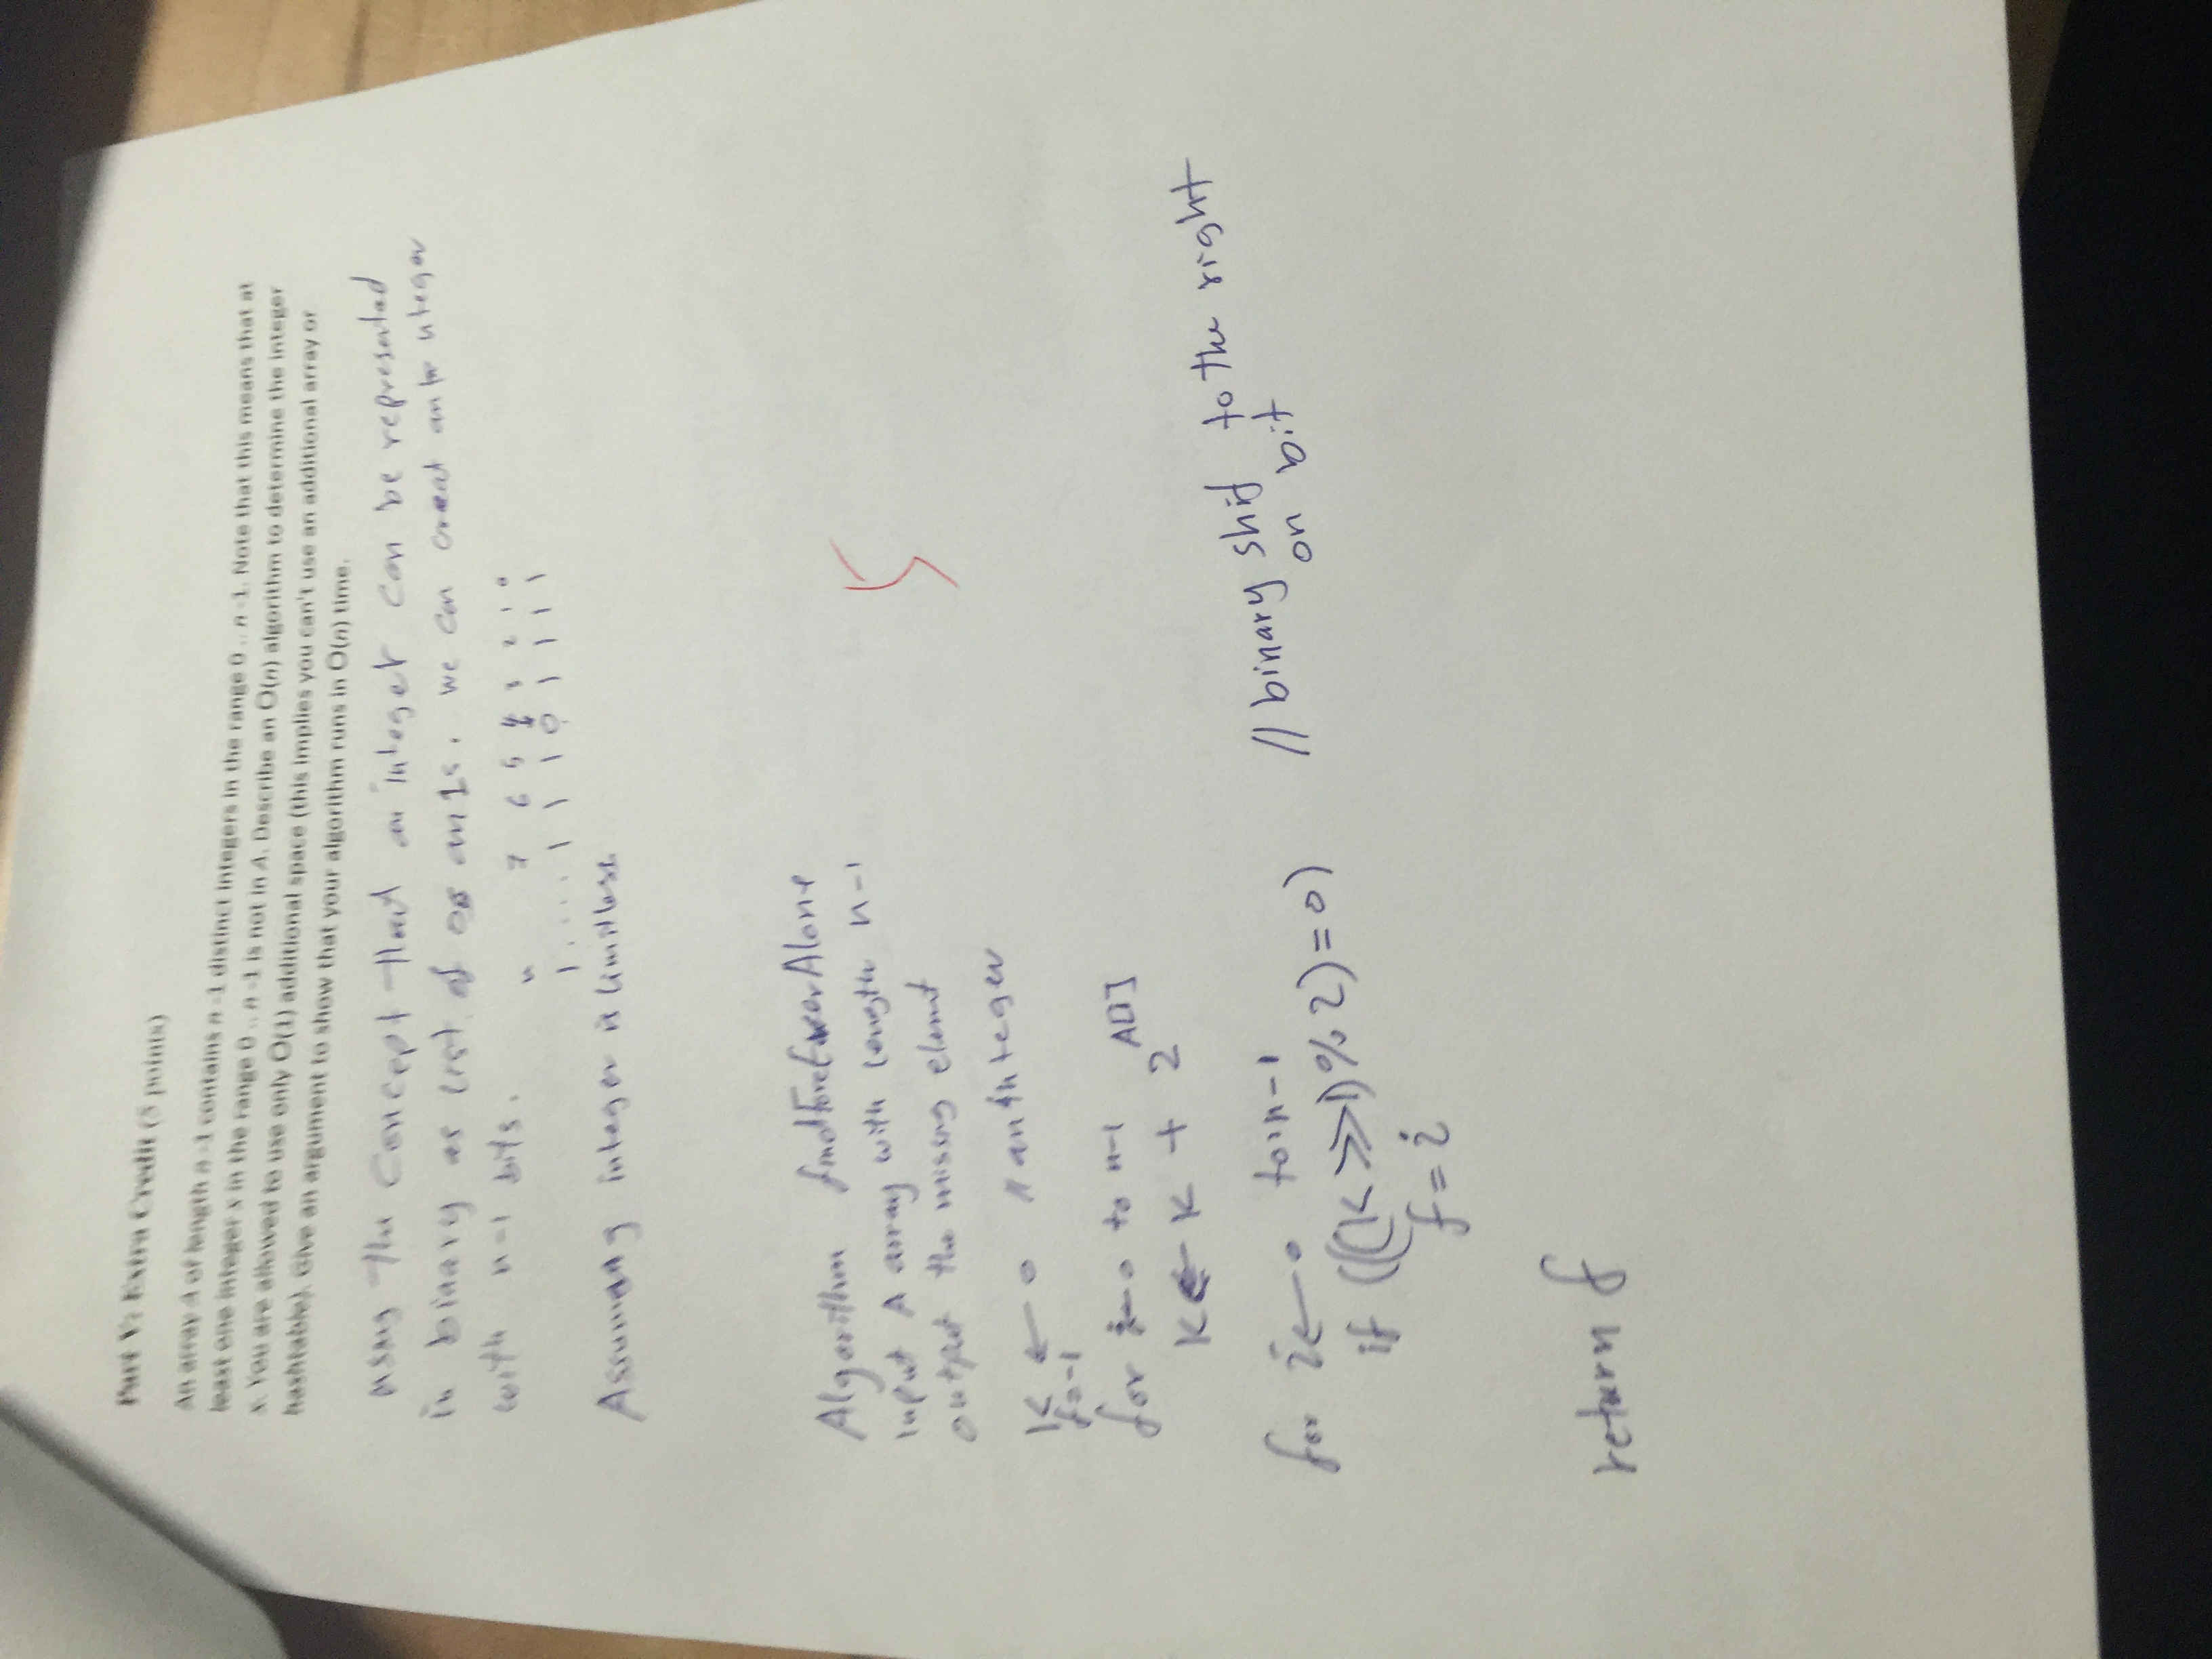 Part V: Extra Credit (5 points)
An array A of length n -1 contains n -1 distinct integers in the range 0 .. n -1. Note that this means that at
least one integer x in the range 0 .. n -1 is not in A. Describe an O(n) algorithm to determine the integer
x. You are allowed to use only O(1) additional space (this implies you can't use an additional array or
hashtable). Give an argument to show that your algorithm runs in O(n) time.
using the concept that an integer can be represented
in binary as list of 0s an 1s. we can creat an integer
with n-1 bits.
n 7 6 5 4 3 2 1 0
1 .... 1 1 1 0 1 1 1 1
Assuming integer is limitless
5
Algorithm
Input A array with length n-1
output the missing elemt
K ← 0 // an integer
f=-1
for i←0 to n-1
K ← K + 2^A[i]
for i←0 to n-1 // binary shif to the right
on bit
if (((K >>1)%2)=0)
f = i
return f